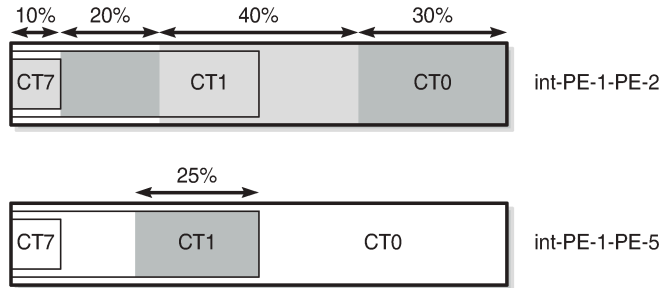 10% 20% 40% 30%
CT7 CT1 CT0 int-PE-1-PE-2
25%
CT7 CT1 CT0 int-PE-1-PE-5